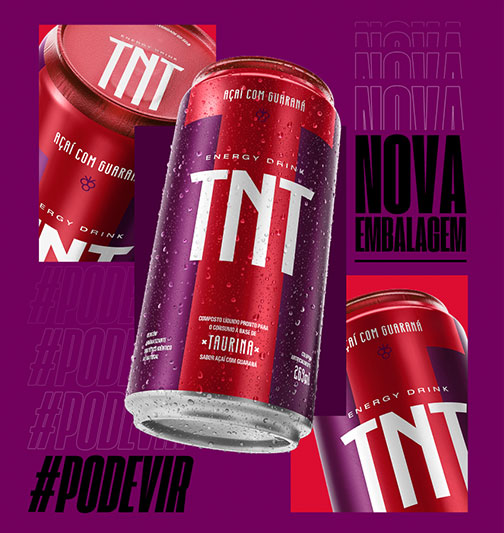 NOVA
NOVA
NOVA
NOVA
EMBALAGEM
ENERGY DRINK
TNT
AÇAÍ COM GUARANÁ
ENERGY DRINK
TNT
AÇAÍ COM GUARANÁ
ENERGY DRINK
TNT
COMPOSTO LÍQUIDO PRONTO PARA
O CONSUMO À BASE DE
TAURINA
SABOR AÇAÍ COM GUARANÁ
269ml
AÇAÍ COM GUARANÁ
ENERGY DRINK
TNT
#PODEVIR
#PODEVIR
#PODEVIR
#PODEVIR